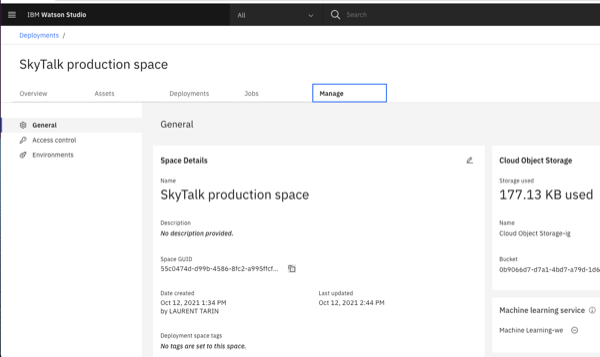 IBM Watson Studio
All
Search
Deployments /
SkyTalk production space
Overview
Assets
Deployments
Jobs
Manage
General
Access control
Environments
General
Space Details
Name
SkyTalk production space
Description
No description provided.
Space GUID
55c0474d-d99b-4586-8fc2-a995ffcf...
Date created
Oct 12, 2021 1:34 PM
by LAURENT TARIN
Last updated
Oct 12, 2021 2:44 PM
Deployment space tags
No tags are set to this space.
Cloud Object Storage
Storage used
177.13 KB used
Name
Cloud Object Storage-ig
Bucket
0b9066d7-d7a1-4bd7-a79d-1d6
Machine learning service
Machine Learning-we